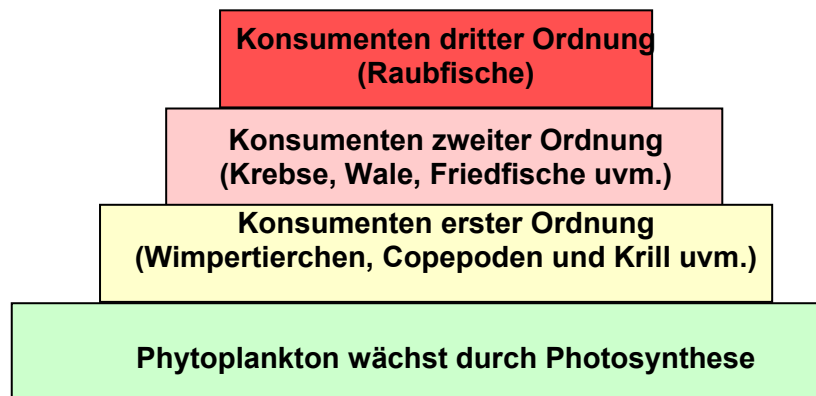 Konsumenten dritter Ordnung
(Raubfische)
Konsumenten zweiter Ordnung
(Krebse, Wale, Friedfische uvm.)
Konsumenten erster Ordnung
(Wimpertierchen, Copepoden und Krill uvm.)
Phytoplankton wächst durch Photosynthese